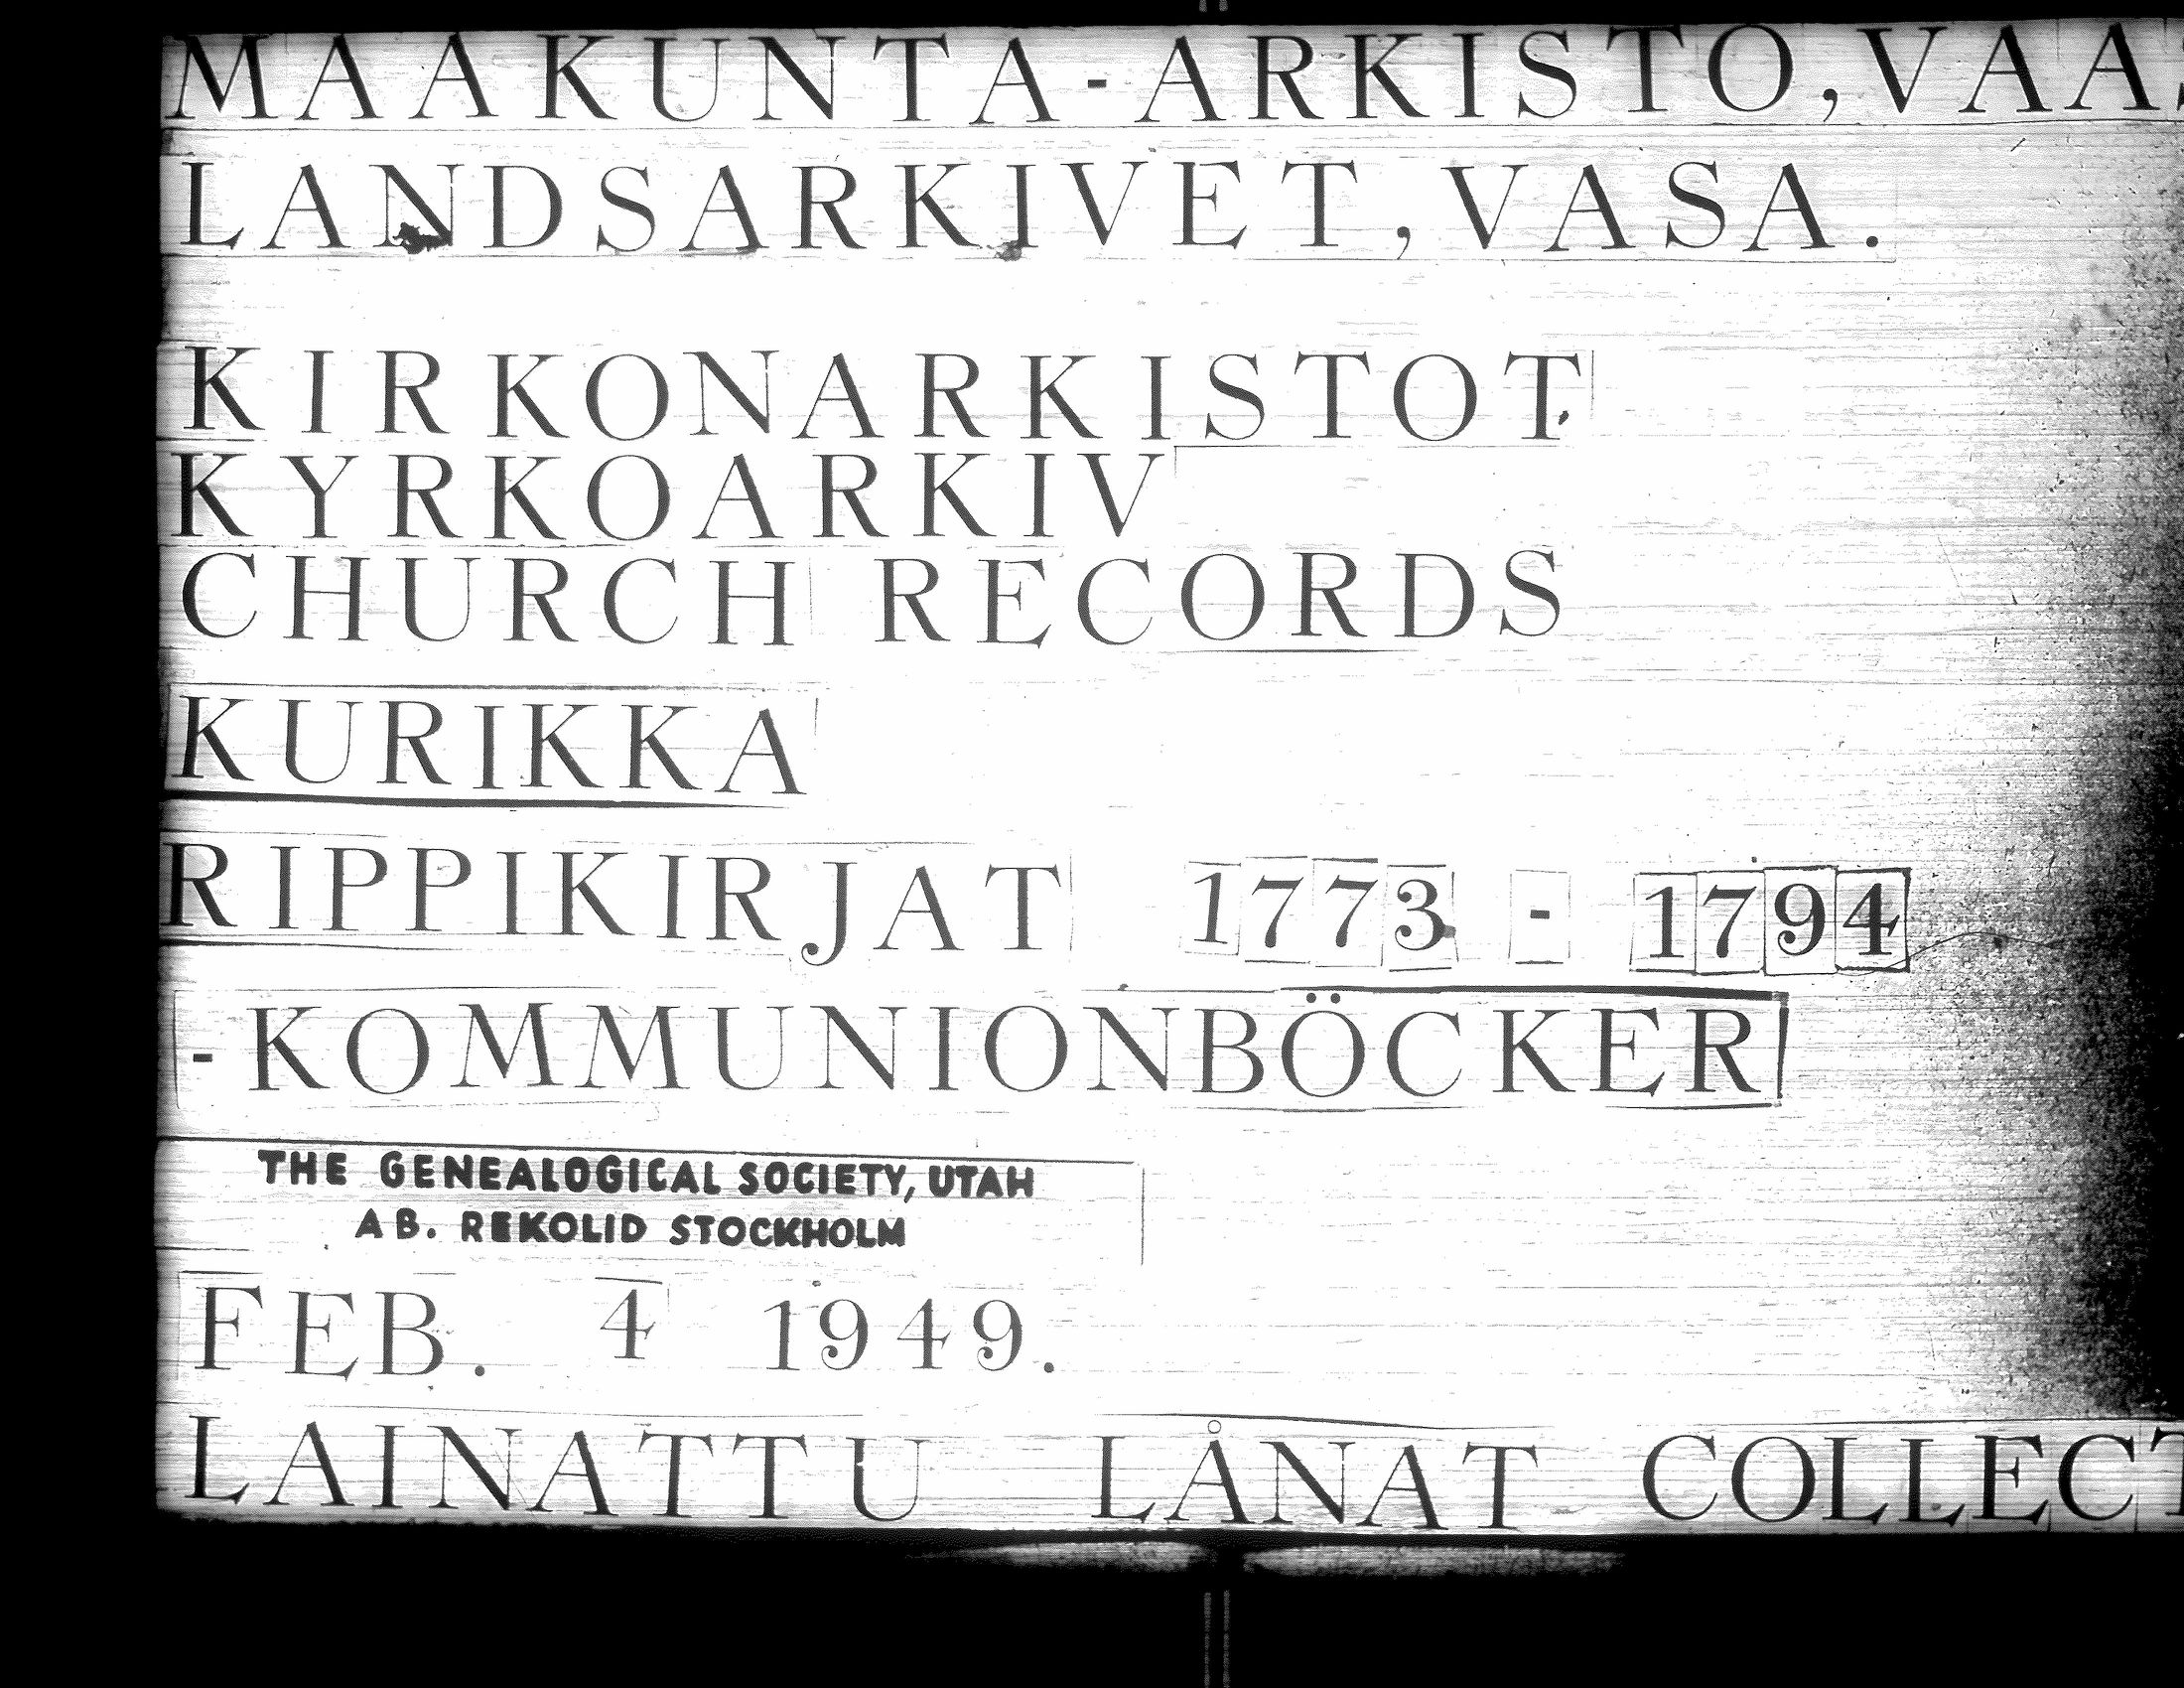 MAAKUNTA-ARKISTO, VAAS
LANDSARKIVET, VASA.
KIRKONARKISTOT
KYRKOARKIV
CHURCH RECORDS
KURIKKA
RIPPIKIRJAT 1773 - 1794
-KOMMUNIONBÖCKER
THE GENEALOGICAL SOCIETY, UTAH
AB. REKOLID STOCKHOLM
FEB. 4 1949.
LAINATTU LÅNAT COLLECT